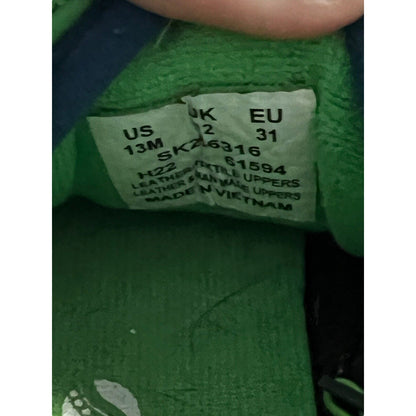 US UK EU
13M 2 31
SKZ 6316
H22 61594
LEATHER TEXTILE UPPERS
LEATHER & MAN MADE UPPERS
MADE IN VIETNAM